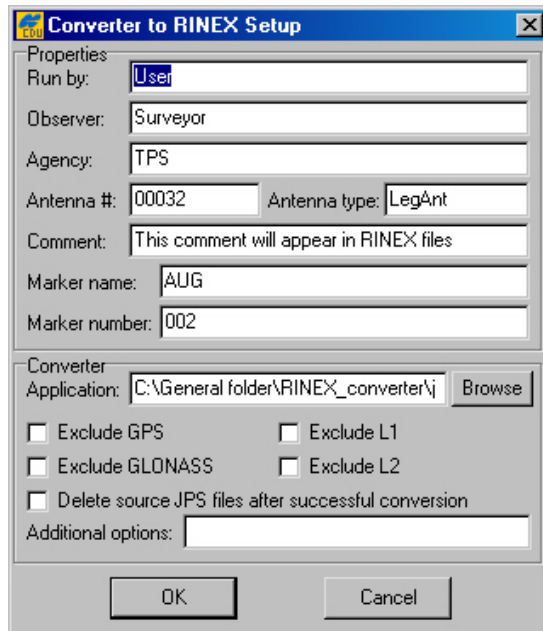 CDU
Converter to RINEX Setup
Properties
Run by: User
Observer: Surveyor
Agency: TPS
Antenna #: 00032 Antenna type: LegAnt
Comment: This comment will appear in RINEX files
Marker name: AUG
Marker number: 002
Converter
Application: C:\General folder\RINEX_converter\j Browse
Exclude GPS Exclude L1
Exclude GLONASS Exclude L2
Delete source JPS files after successful conversion
Additional options:
OK Cancel